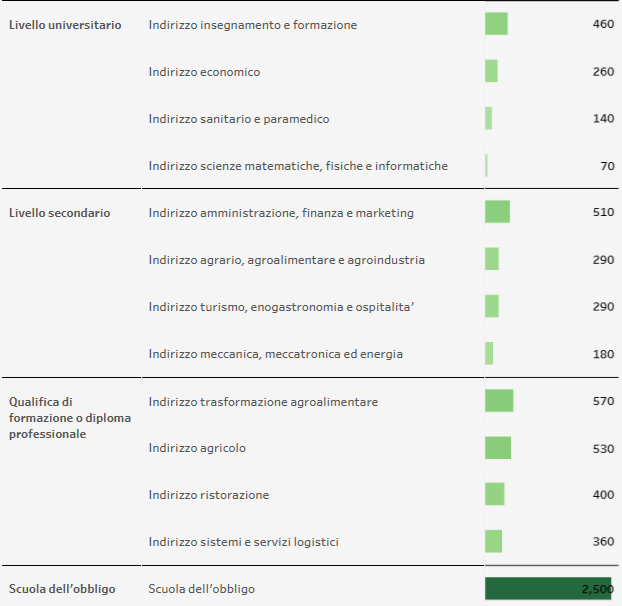 Livello universitario Indirizzo insegnamento e formazione 460
Indirizzo economico 260
Indirizzo sanitario e paramedico 140
Indirizzo scienze matematiche, fisiche e informatiche 70
Livello secondario Indirizzo amministrazione, finanza e marketing 510
Indirizzo agrario, agroalimentare e agroindustria 290
Indirizzo turismo, enogastronomia e ospitalita’ 290
Indirizzo meccanica, meccatronica ed energia 180
Qualifica di
formazione o diploma
professionale
Indirizzo trasformazione agroalimentare 570
Indirizzo agricolo 530
Indirizzo ristorazione 400
Indirizzo sistemi e servizi logistici 360
Scuola dell’obbligo Scuola dell’obbligo 2,500